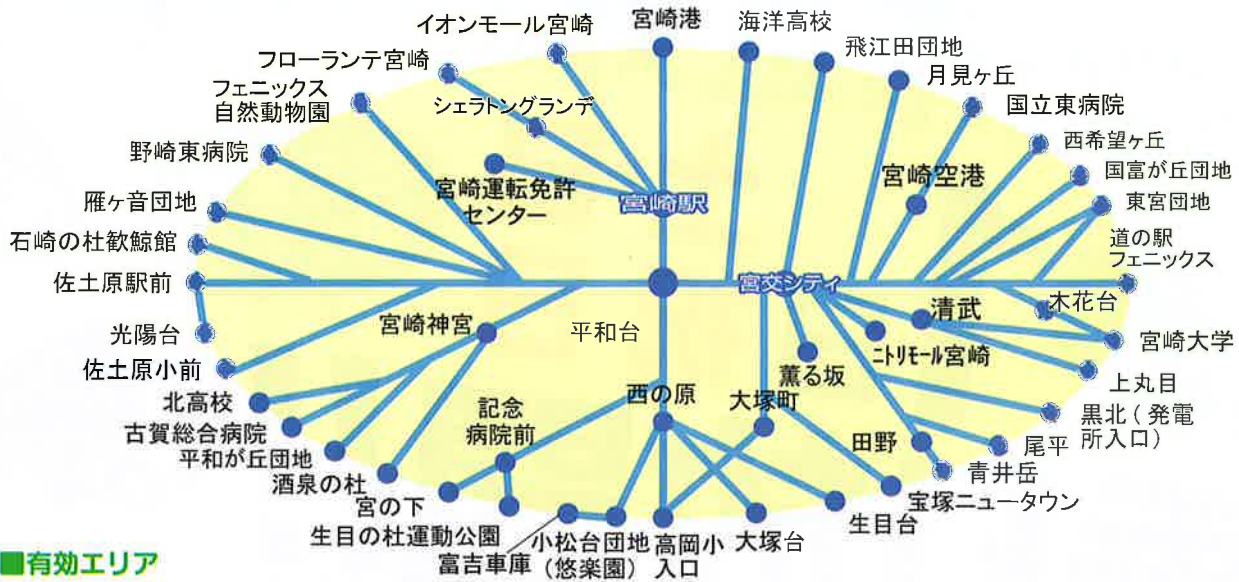 宮崎港
海洋高校
イオンモール宮崎
飛江田団地
フローランテ宮崎
月見ヶ丘
フェニックス
自然動物園
シェラトングランデ
国立東病院
野崎東病院
西希望ヶ丘
宮崎運転免許
センター
宮崎駅
宮崎空港
国富が丘団地
雁ヶ音団地
東宮団地
石崎の杜歓鯨館
道の駅
フェニックス
佐土原駅前
宮交シティ
木花台
光陽台
宮崎神宮
平和台
清武
宮崎大学
佐土原小前
ニトリモール宮崎
薫る坂
上丸目
北高校
記念
病院前
西の原
大塚町
黒北(発電
所入口)
古賀総合病院
田野
尾平
平和が丘団地
青井岳
酒泉の杜
宝塚ニュータウン
宮の下
生目台
生目の杜運動公園
富吉車庫
小松台団地
(悠楽園)
高岡小
入口
大塚台
■有効エリア